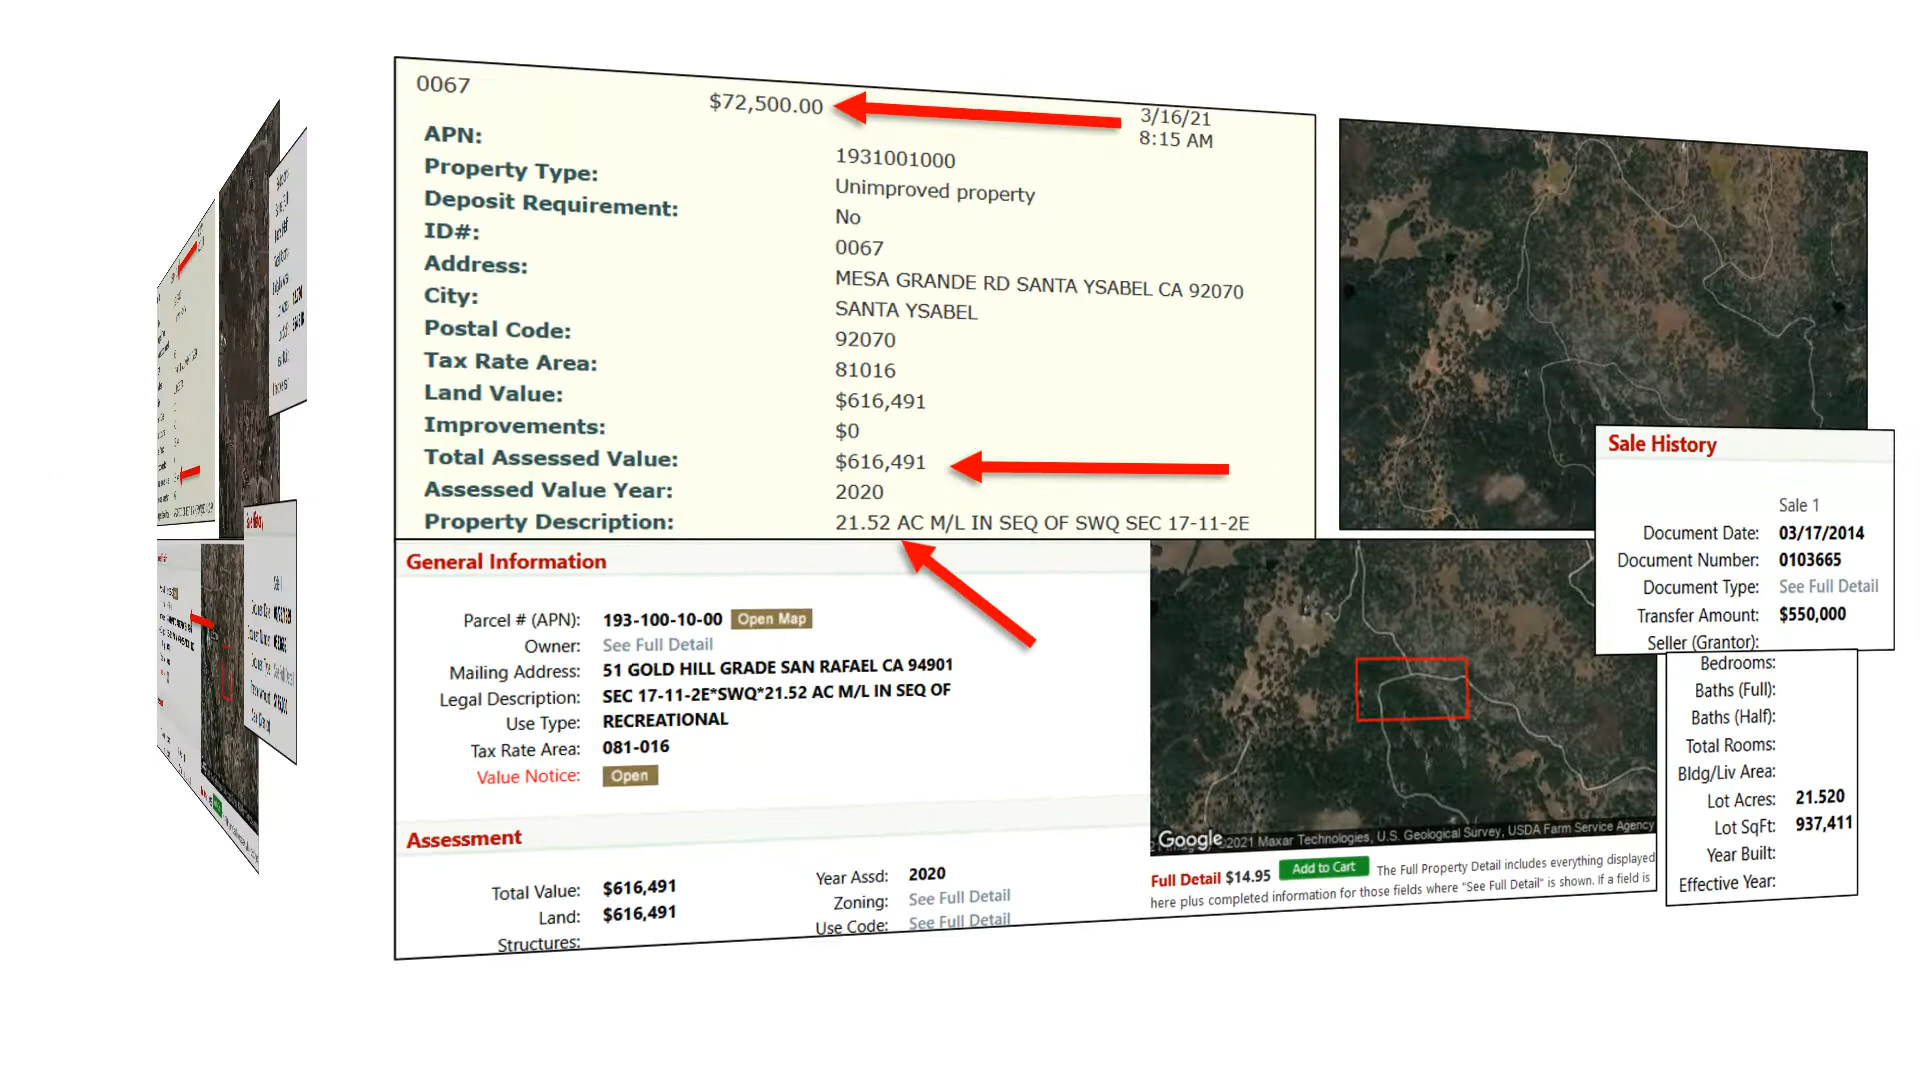 0067
$72,500.00
3/16/21
8:15 AM
APN: 1931001000
Property Type: Unimproved property
Deposit Requirement: No
ID#: 0067
Address: MESA GRANDE RD SANTA YSABEL CA 92070
City: SANTA YSABEL
Postal Code: 92070
Tax Rate Area: 81016
Land Value: $616,491
Improvements: $0
Total Assessed Value: $616,491
Assessed Value Year: 2020
Property Description: 21.52 AC M/L IN SEQ OF SWQ SEC 17-11-2E
General Information
Parcel # (APN): 193-100-10-00 Open Map
Owner: See Full Detail
Mailing Address: 51 GOLD HILL GRADE SAN RAFAEL CA 94901
Legal Description: SEC 17-11-2E*SWQ*21.52 AC M/L IN SEQ OF
Use Type: RECREATIONAL
Tax Rate Area: 081-016
Value Notice: Open
Assessment
Total Value: $616,491
Land: $616,491
Structures:
Year Assd: 2020
Zoning: See Full Detail
Use Code: See Full Detail
Google
©2021 Maxar Technologies, U.S. Geological Survey, USDA Farm Service Agency
Full Detail $14.95 Add to Cart The Full Property Detail includes everything displayed
here plus completed information for those fields where "See Full Detail" is shown. If a field is
Sale History
Sale 1
Document Date: 03/17/2014
Document Number: 0103665
Document Type: See Full Detail
Transfer Amount: $550,000
Seller (Grantor):
Bedrooms:
Baths (Full):
Baths (Half):
Total Rooms:
Bldg/Liv Area:
Lot Acres: 21.520
Lot SqFt: 937,411
Year Built:
Effective Year: